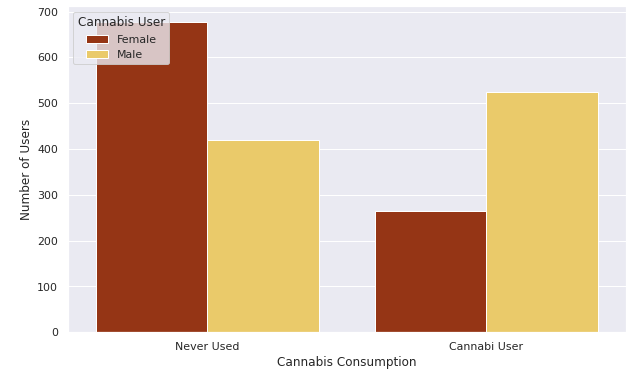 Cannabis User
Female
Male
700
600
500
400
300
200
100
0
Number of Users
Never Used
Cannabi User
Cannabis Consumption